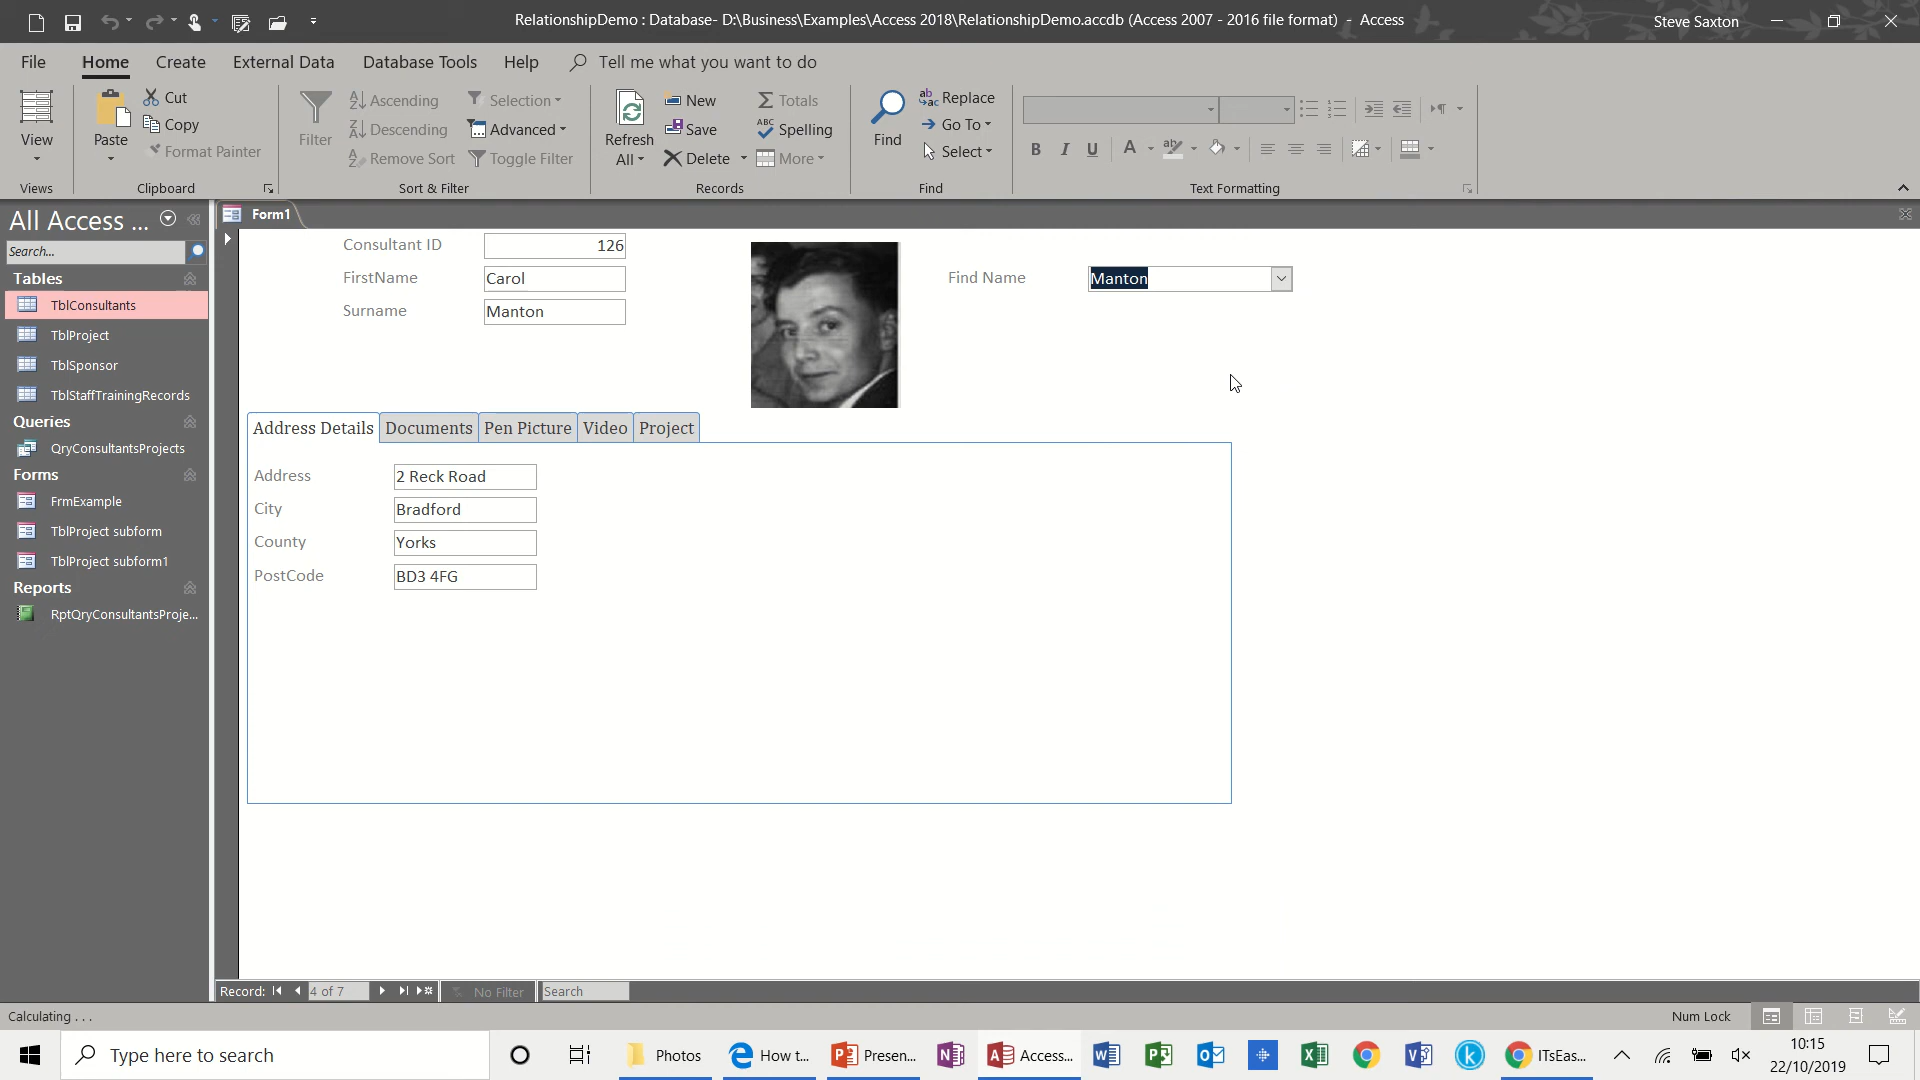 RelationshipDemo : Database- D:\Business\Examples\Access 2018\RelationshipDemo.accdb (Access 2007 - 2016 file format) - Access
Steve Saxton
File Home Create External Data Database Tools Help Tell me what you want to do
View
Views
Paste
Cut
Copy
Format Painter
Clipboard
Filter
Ascending
Descending
Remove Sort
Selection
Advanced
Toggle Filter
Sort & Filter
Refresh
All
New
Save
Delete
Totals
Spelling
More
Records
Find
Replace
Go To
Select
Find
B I U A
Text Formatting
All Access ...
Search...
Tables
TblConsultants
TblProject
TblSponsor
TblStaffTrainingRecords
Queries
QryConsultantsProjects
Forms
FrmExample
TblProject subform
TblProject subform1
Reports
RptQryConsultantsProje...
Form1
Consultant ID 126
FirstName Carol
Surname Manton
Find Name Manton
Address Details Documents Pen Picture Video Project
Address 2 Reck Road
City Bradford
County Yorks
PostCode BD3 4FG
Record: 4 of 7 No Filter Search
Calculating . . .
Num Lock
Type here to search
Photos
How t...
Presen...
Access...
ITsEas...
10:15
22/10/2019